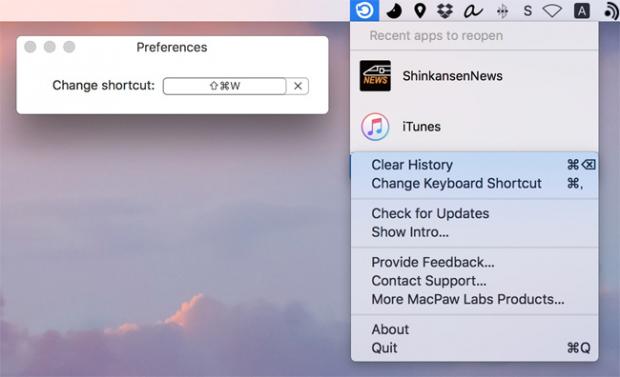 S
A
Preferences
Change shortcut: ⇧⌘W ×
Recent apps to reopen
NEWS
ShinkansenNews
iTunes
Clear History ⌘⌫
Change Keyboard Shortcut ⌘,
Check for Updates
Show Intro...
Provide Feedback...
Contact Support...
More MacPaw Labs Products...
About
Quit ⌘Q